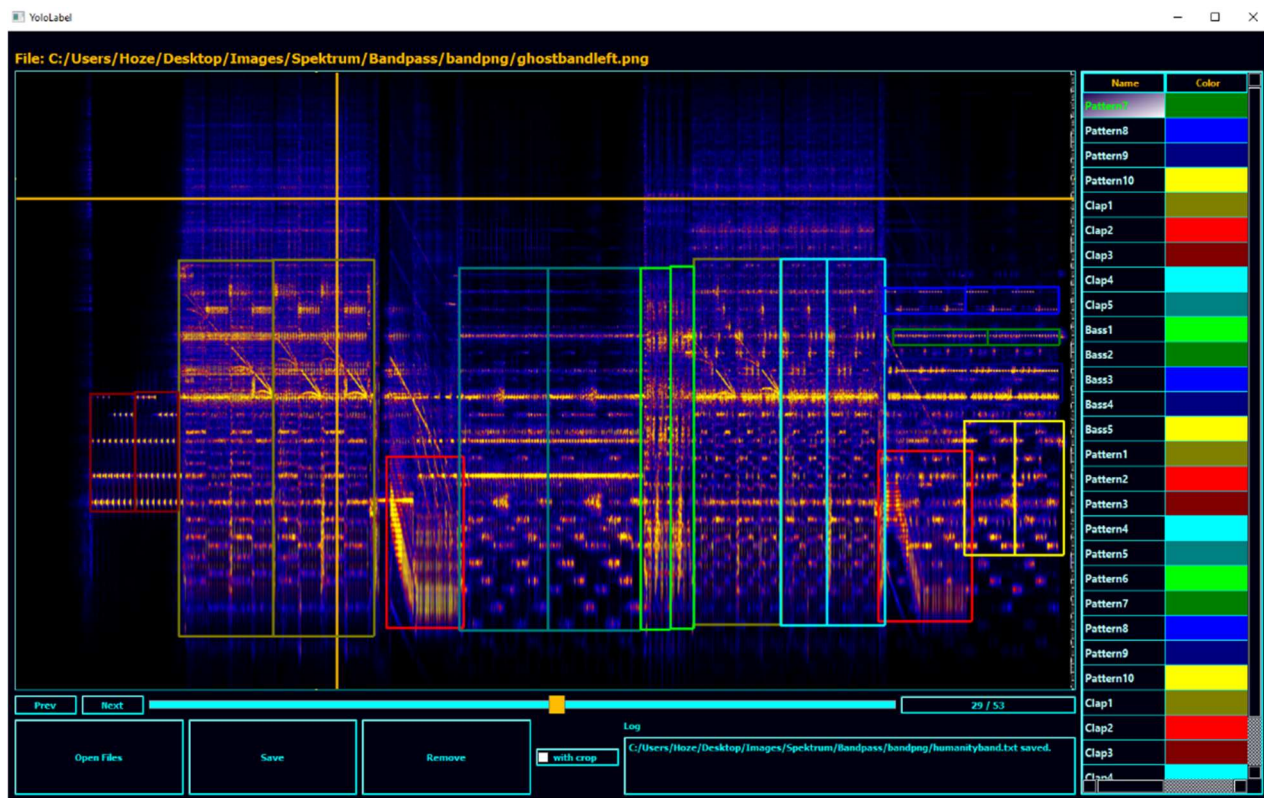 YoloLabel
File: C:/Users/Hoze/Desktop/Images/Spektrum/Bandpass/bandpng/ghostbandleft.png
Name Color
Pattern7
Pattern8
Pattern9
Pattern10
Clap1
Clap2
Clap3
Clap4
Clap5
Bass1
Bass2
Bass3
Bass4
Bass5
Pattern1
Pattern2
Pattern3
Pattern4
Pattern5
Pattern6
Pattern7
Pattern8
Pattern9
Pattern10
Clap1
Clap2
Clap3
Clap4
Prev Next 29 / 53
Log
Open Files Save Remove with crop
C:/Users/Hoze/Desktop/Images/Spektrum/Bandpass/bandpng/humanityband.txt saved.